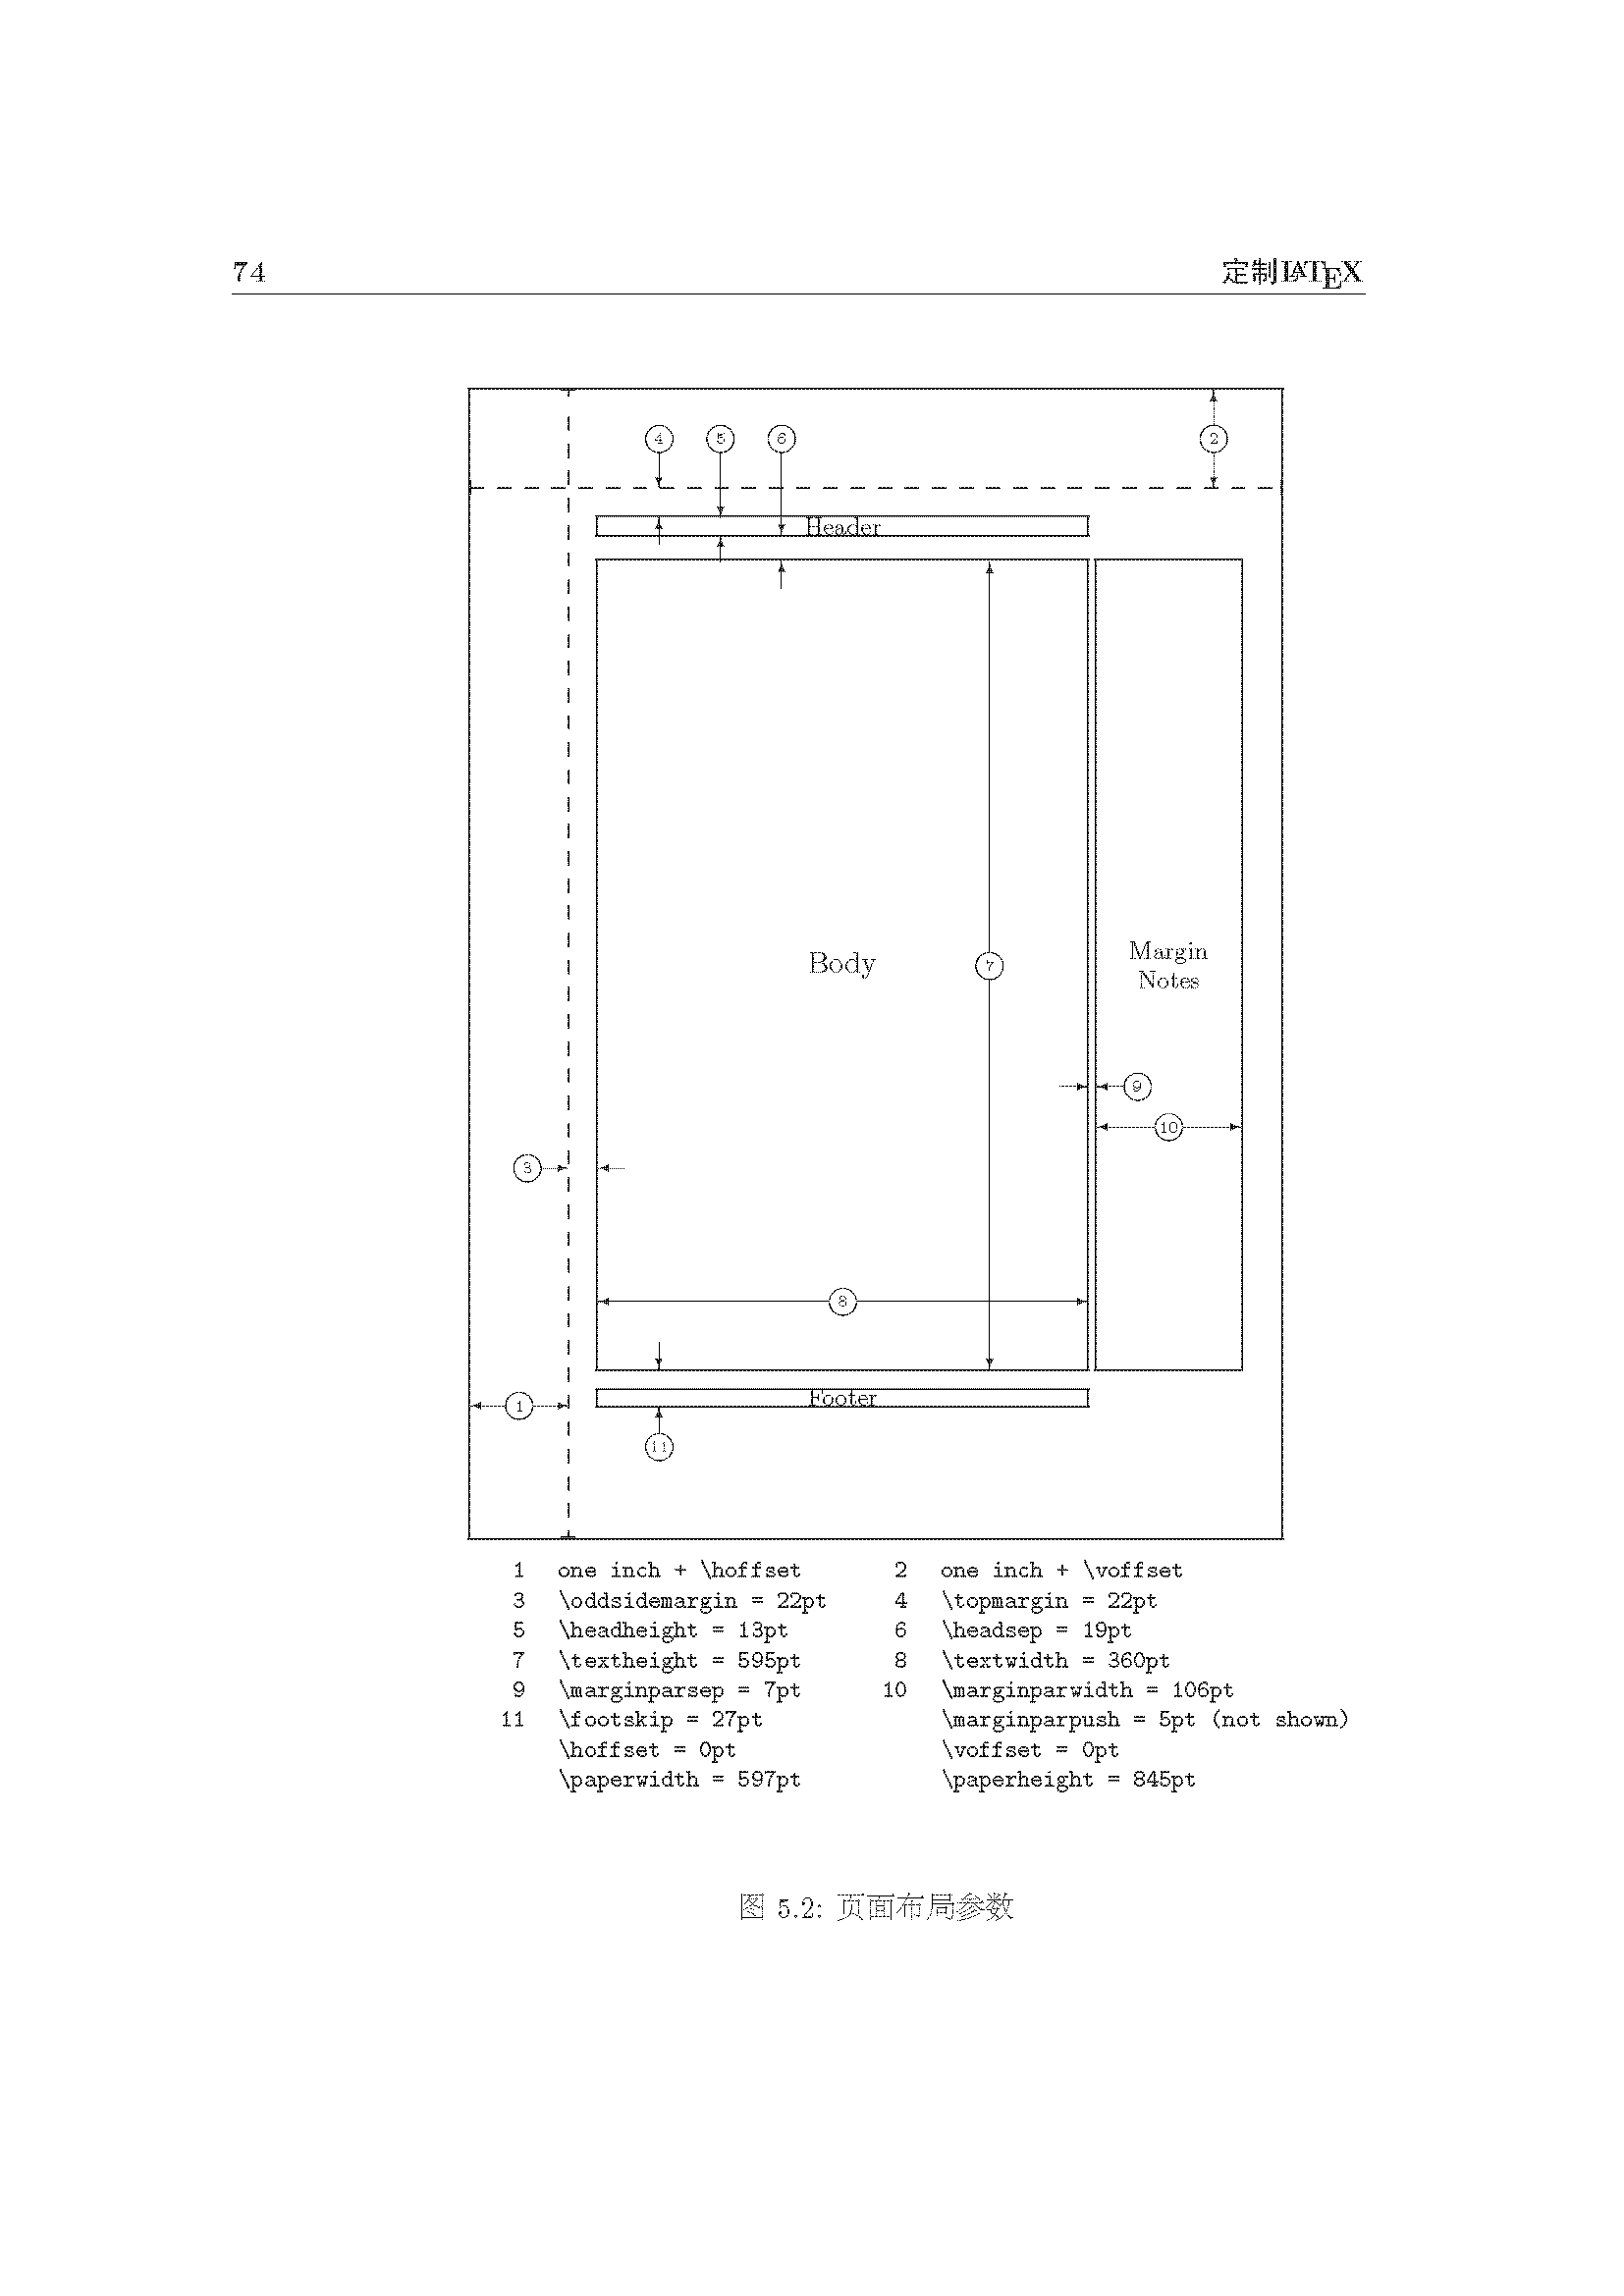 74 定制LATEX
4 5 6 2
Header
Body 7
Margin
Notes
9
10
3
8
Footer
1
11
1 one inch + \hoffset 2 one inch + \voffset
3 \oddsidemargin = 22pt 4 \topmargin = 22pt
5 \headheight = 13pt 6 \headsep = 19pt
7 \textheight = 595pt 8 \textwidth = 360pt
9 \marginparsep = 7pt 10 \marginparwidth = 106pt
11 \footskip = 27pt \marginparpush = 5pt (not shown)
\hoffset = 0pt \voffset = 0pt
\paperwidth = 597pt \paperheight = 845pt
图 5.2: 页面布局参数